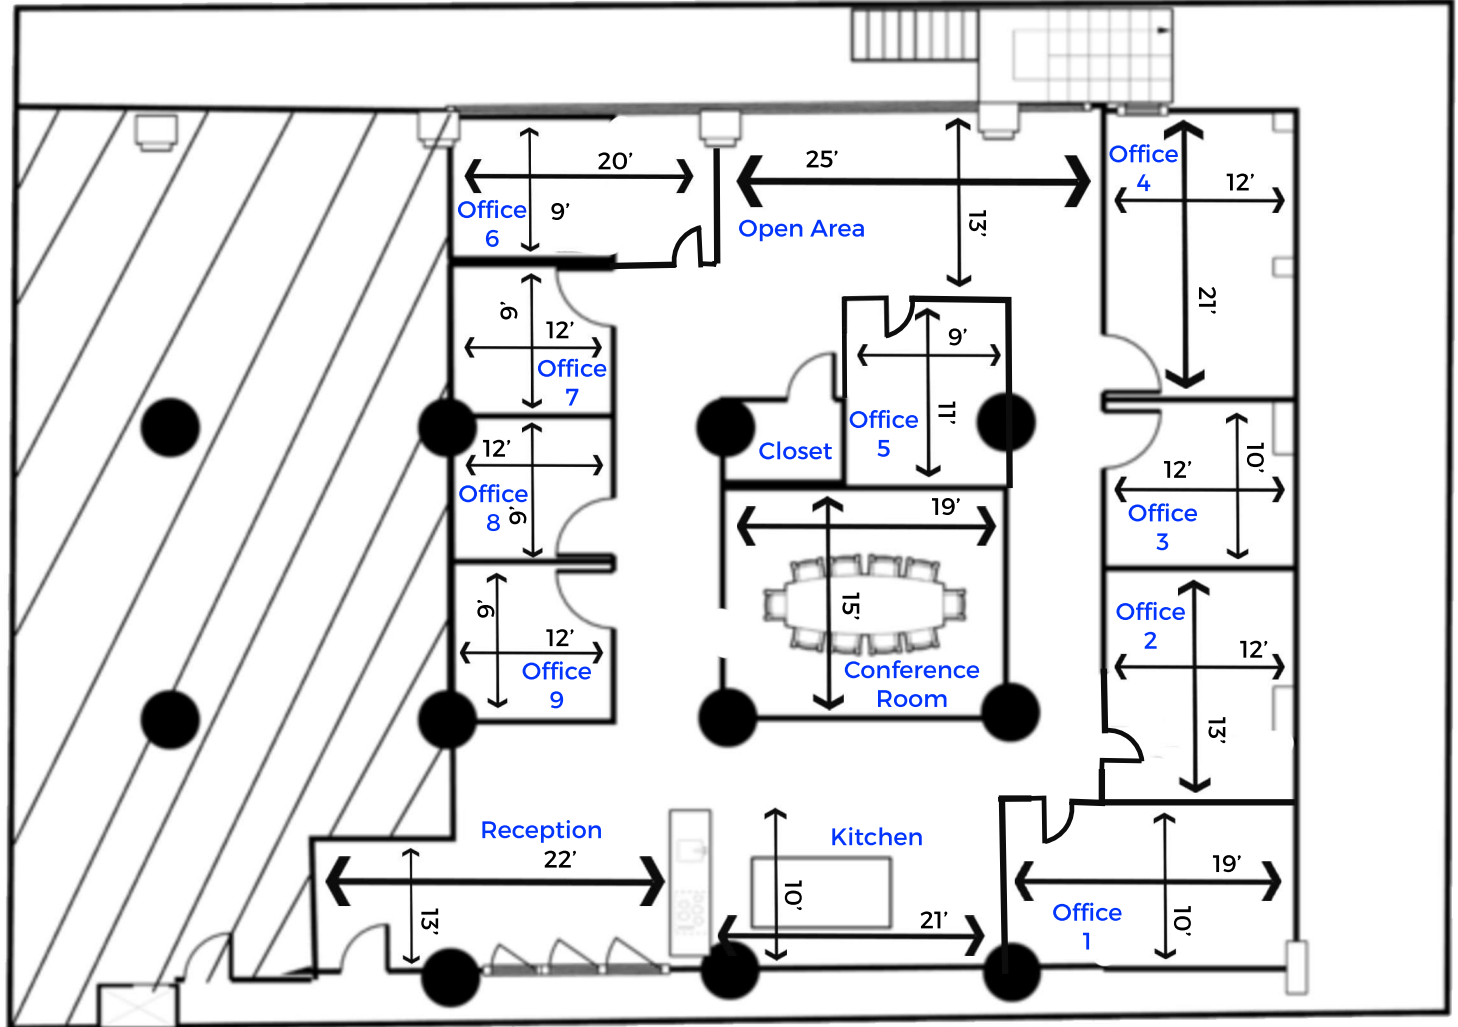 Office
6
20’
9’
25’
13’
Open Area
Office
4
12’
21’
9’
12’
Office
7
9’
11’
Office
5
Closet
12’
Office
8
9’
12’
10’
Office
3
19’
15’
Conference
Room
9’
12’
Office
9
Office
2
12’
13’
Reception
22’
13’
Kitchen
10’
21’
19’
Office
1
10’